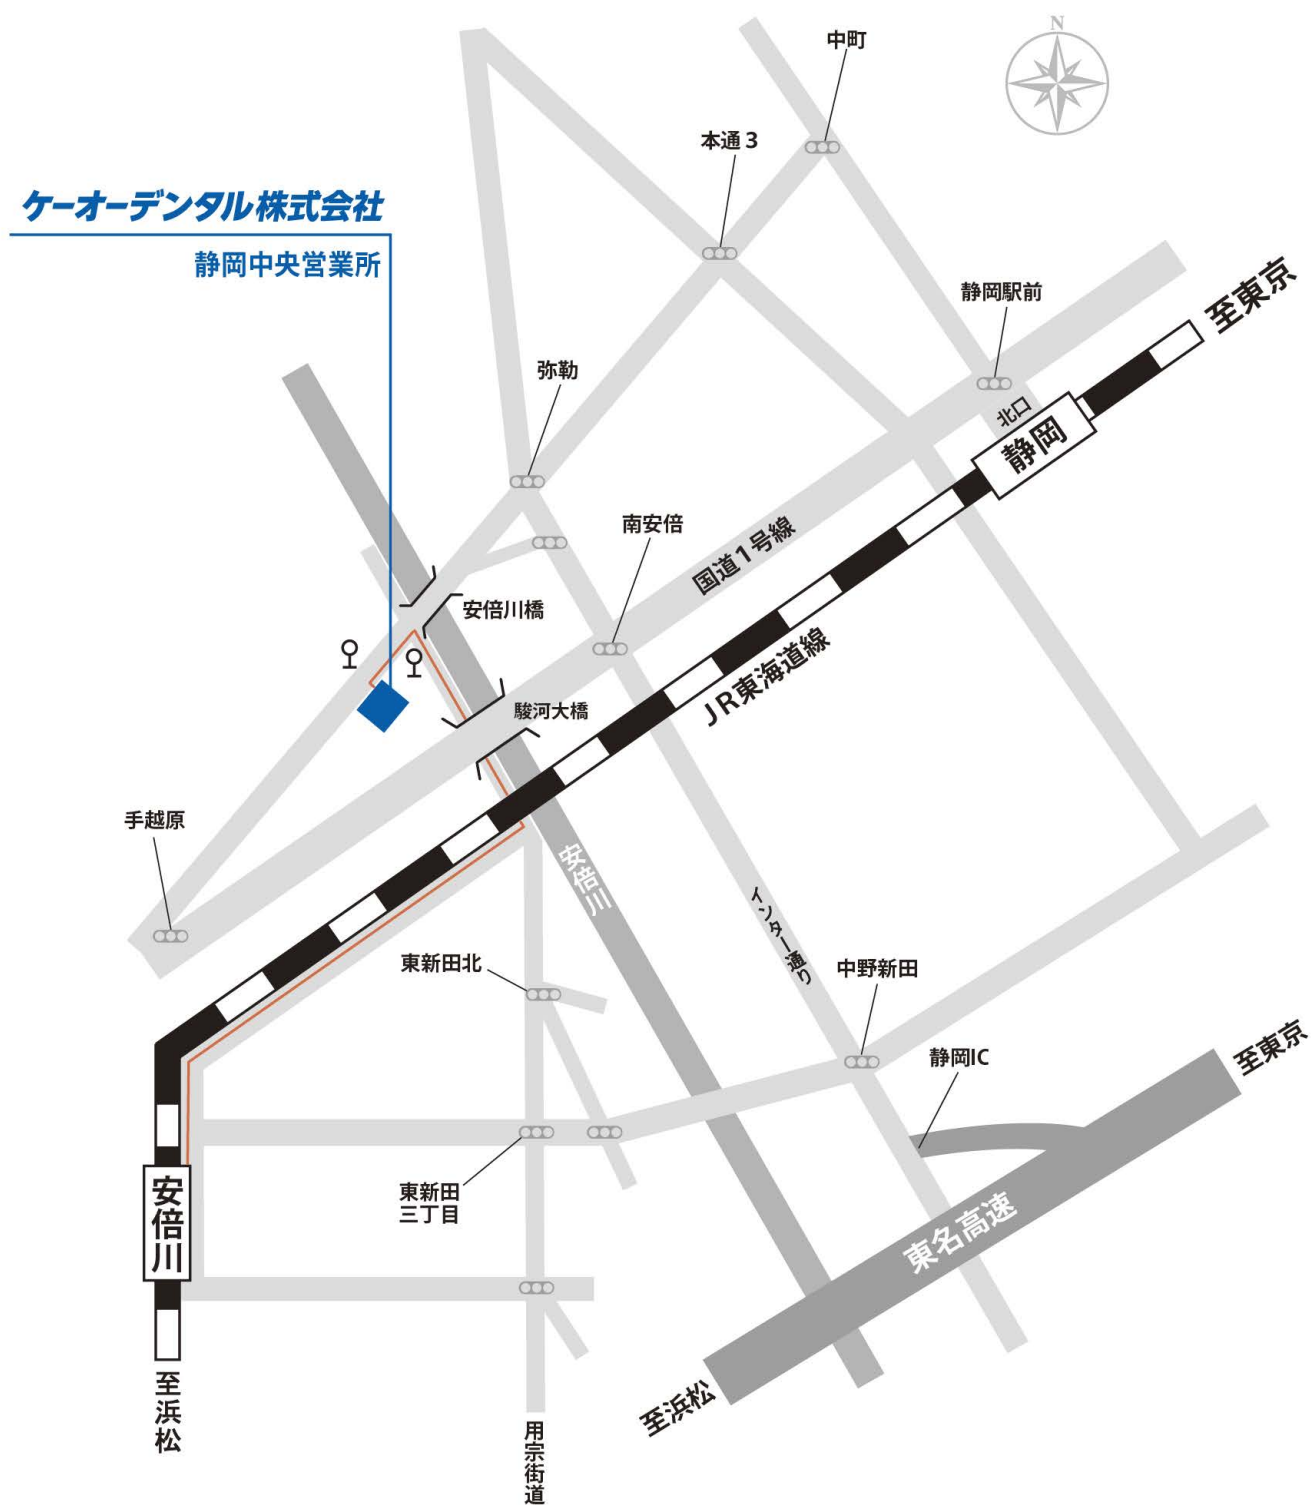 N
中町
本通3
ケーオーデンタル株式会社
静岡中央営業所
静岡駅前
至東京
北口
静岡
弥勒
南安倍
国道1号線
安倍川橋
JR東海道線
駿河大橋
手越原
安倍川
インター通り
東新田北
中野新田
静岡IC
至東京
東新田
三丁目
安倍川
東名高速
至浜松
至浜松
用宗街道